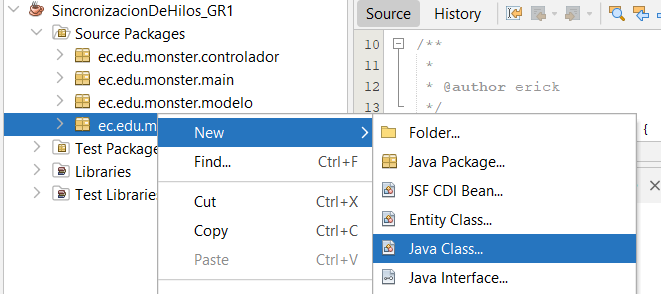 SincronizacionDeHilos_GR1
Source Packages
ec.edu.monster.controlador
ec.edu.monster.main
ec.edu.monster.modelo
ec.edu.m
Test Package
Libraries
Test Libraries
Source History
10 /**
11 *
12 * @author erick
13 */
{
New
Find... Ctrl+F
Cut Ctrl+X
Copy Ctrl+C
Paste Ctrl+V
Folder...
Java Package...
JSF CDI Bean...
Entity Class...
Java Class...
Java Interface...